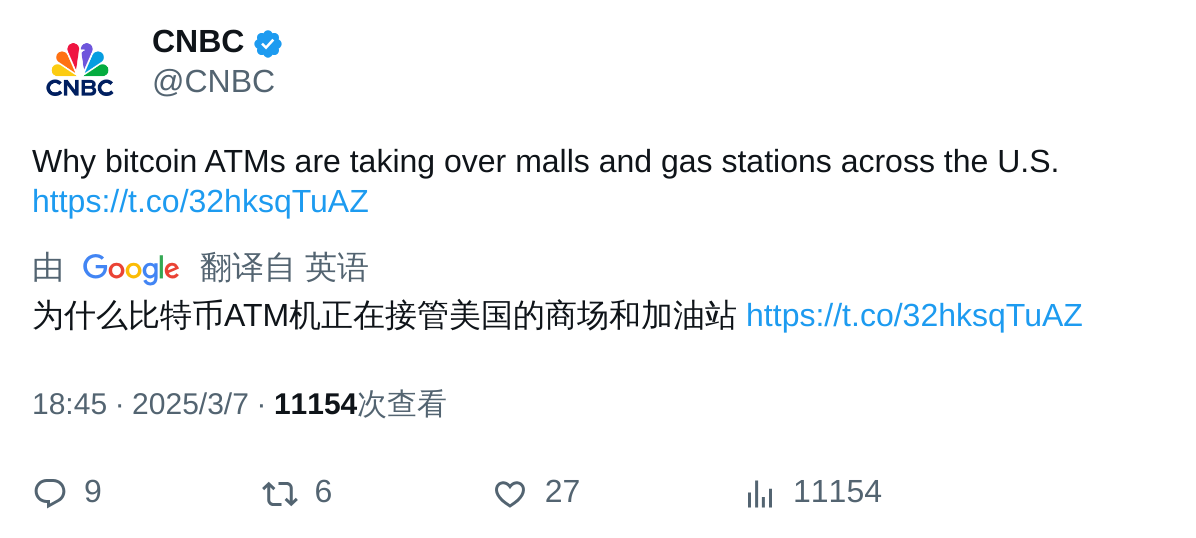 CNBC
CNBC
@CNBC
Why bitcoin ATMs are taking over malls and gas stations across the U.S.
https://t.co/32hksqTuAZ
由 Google 翻译自 英语
为什么比特币ATM机正在接管美国的商场和加油站 https://t.co/32hksqTuAZ
18:45 · 2025/3/7 · 11154次查看
9 6 27 11154